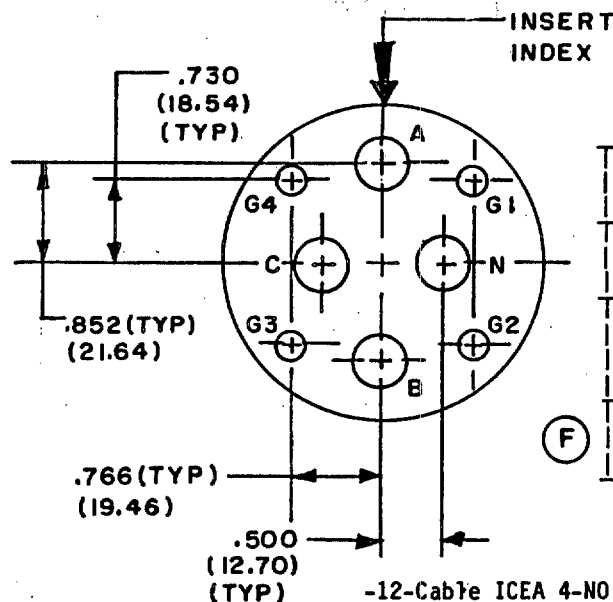 INSERT
INDEX
.730
(18.54)
(TYP)
A
G4
G1
C
N
.852(TYP)
(21.64)
G3
G2
B
F
.766(TYP)
(19.46)
.500
(12.70)
(TYP)
-12-Cable ICEA 4-NO